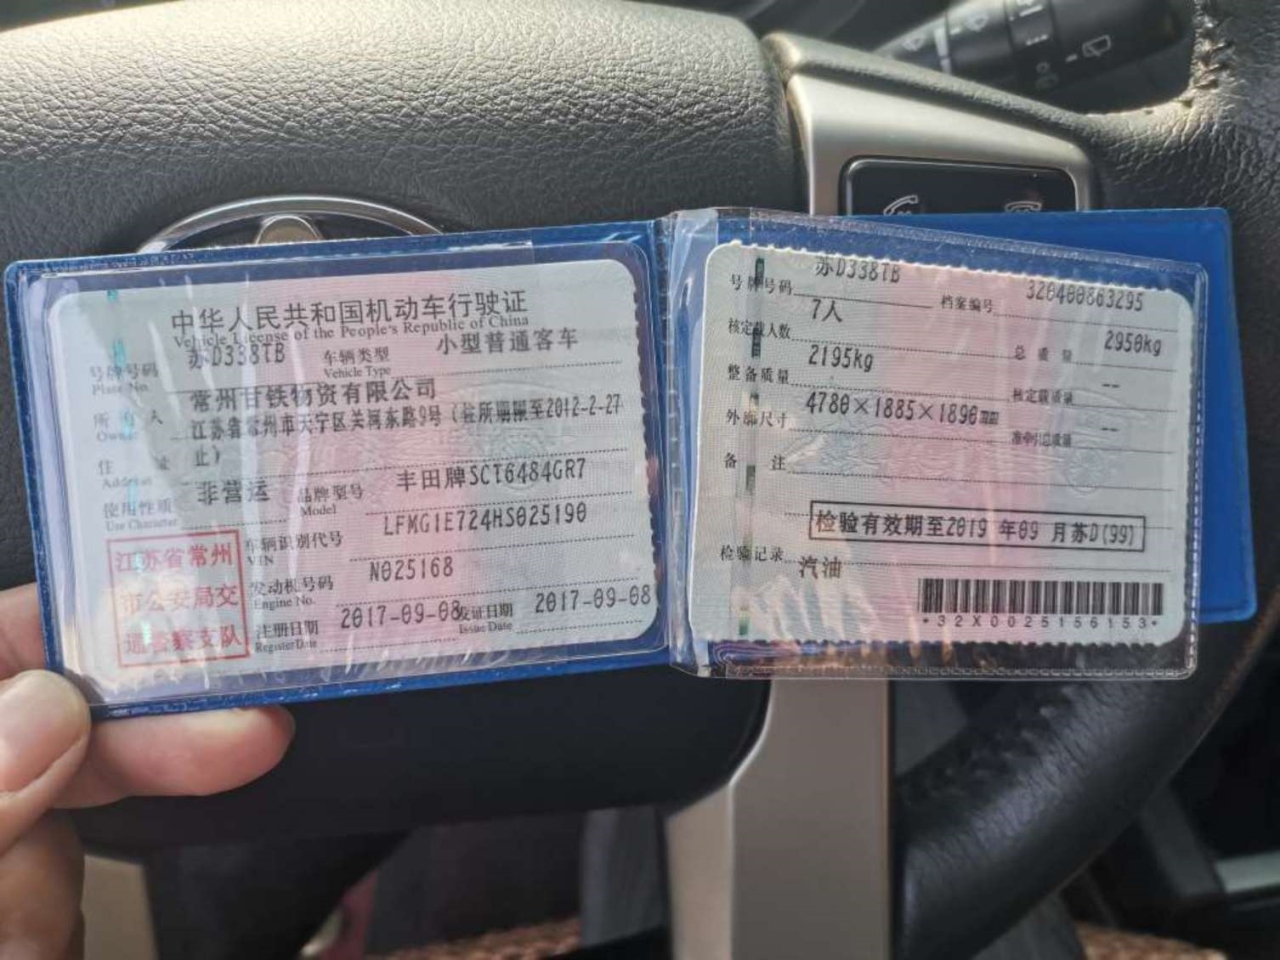 中华人民共和国机动车行驶证
Vehicle License of the People's Republic of China
号牌号码 苏D338TB 车辆类型 小型普通客车
Plate No. Vehicle Type
所有人 常州甘铁物资有限公司
Owner
住址 江苏省常州市天宁区关河东路9号(驻所期限至2012-2-27
Address 止)
使用性质 非营运 品牌型号 丰田牌SCT6484GR7
Use Character Model
江苏省常州
市公安局交
通警察支队
车辆识别代号 LFMG1E724HS025190
VIN
发动机号码 N025168
Engine No.
注册日期 2017-09-08 发证日期 2017-09-08
Register Date Issue Date
号牌号码 苏D338TB 档案编号 320400863295
核定载人数 7人 总质量 2950kg
整备质量 2195kg 核定载质量 --
外廓尺寸 4780×1885×1890mm 准牵引总质量 --
备注
检验有效期至2019 年09 月苏D(99)
检验记录
汽油
*32X0025156153*